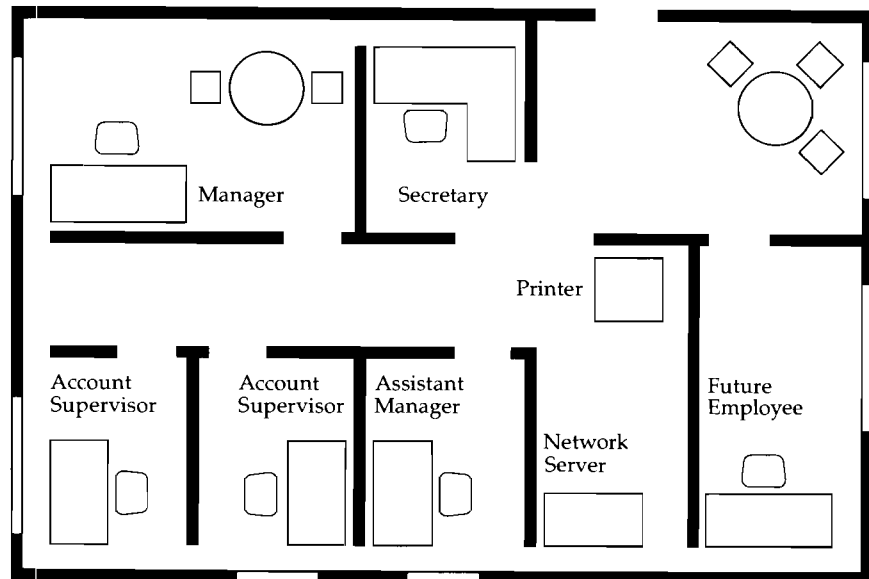 Manager
Secretary
Printer
Account
Supervisor
Account
Supervisor
Assistant
Manager
Future
Employee
Network
Server